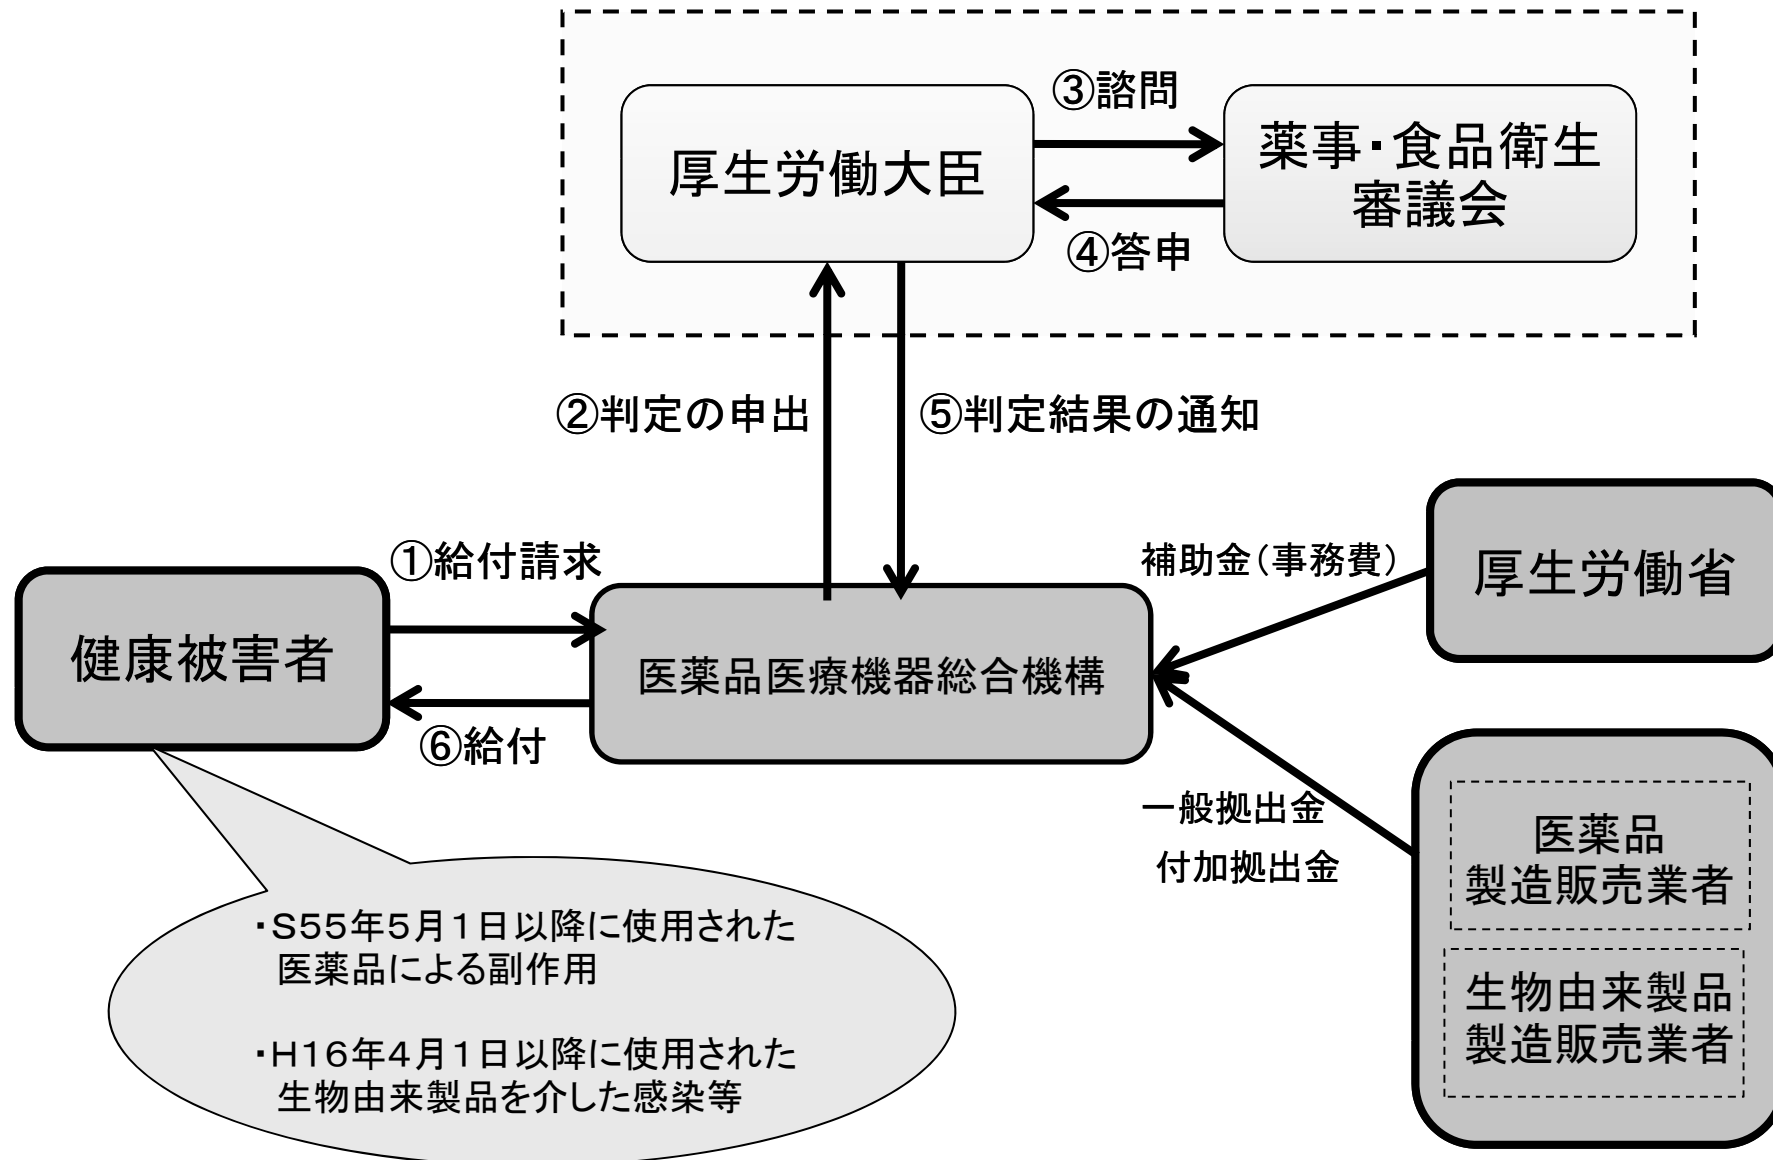 ③諮問
厚生労働大臣
薬事・食品衛生
審議会
④答申
②判定の申出
⑤判定結果の通知
①給付請求
補助金（事務費）
厚生労働省
健康被害者
医薬品医療機器総合機構
⑥給付
一般拠出金
付加拠出金
医薬品
製造販売業者
生物由来製品
製造販売業者
・S55年5月1日以降に使用された
医薬品による副作用
・H16年4月1日以降に使用された
生物由来製品を介した感染等